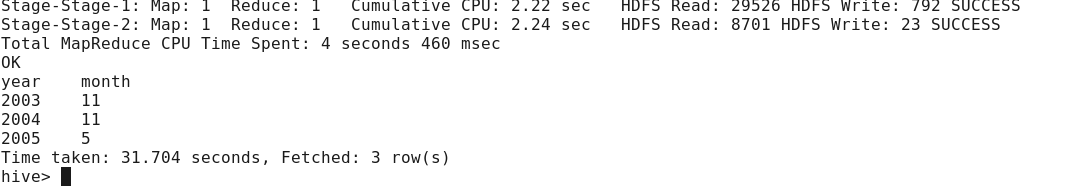 Stage-Stage-1: Map: 1  Reduce: 1   Cumulative CPU: 2.22 sec   HDFS Read: 29526 HDFS Write: 792 SUCCESS
Stage-Stage-2: Map: 1  Reduce: 1   Cumulative CPU: 2.24 sec   HDFS Read: 8701 HDFS Write: 23 SUCCESS
Total MapReduce CPU Time Spent: 4 seconds 460 msec
OK
year    month
2003    11
2004    11
2005    5
Time taken: 31.704 seconds, Fetched: 3 row(s)
hive>